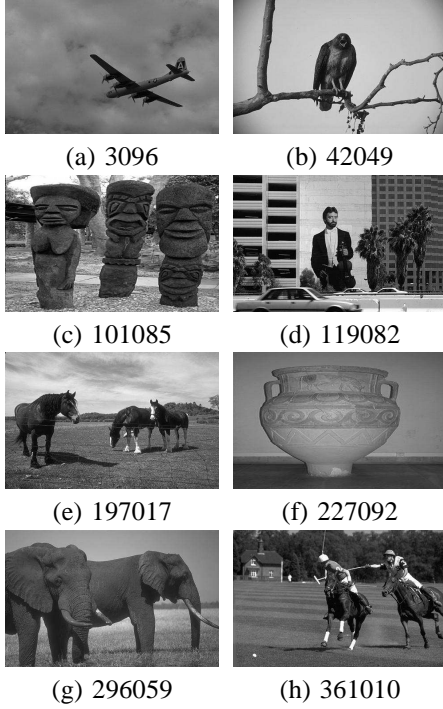 (a) 3096
(b) 42049
(c) 101085
(d) 119082
(e) 197017
(f) 227092
(g) 296059
(h) 361010